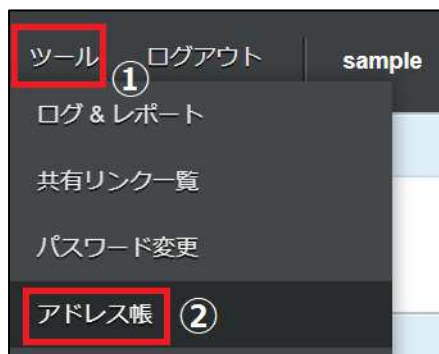 ツール ① ログアウト sample
ログ & レポート
共有リンク一覧
パスワード変更
アドレス帳 ②